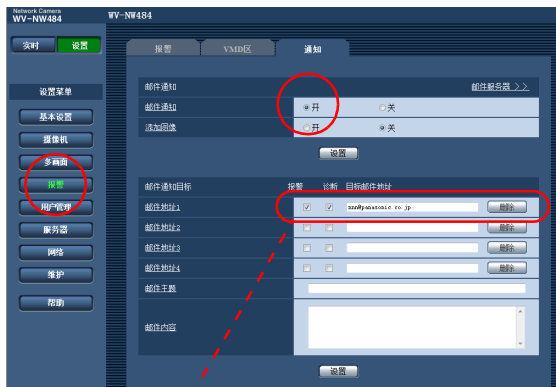 Network Camera
WV-NW484
WV-NW484
实时 设置
报警 VMD区 通知
设置菜单
基本设置
摄像机
多画面
报警
用户管理
服务器
网络
维护
帮助
邮件通知 邮件服务器 >>
邮件通知 开 关
添加图像 开 关
设置
邮件通知目标 报警 诊断 目标邮件地址
邮件地址1 删除
邮件地址2 删除
邮件地址3 删除
邮件地址4 删除
邮件主题
邮件内容
设置